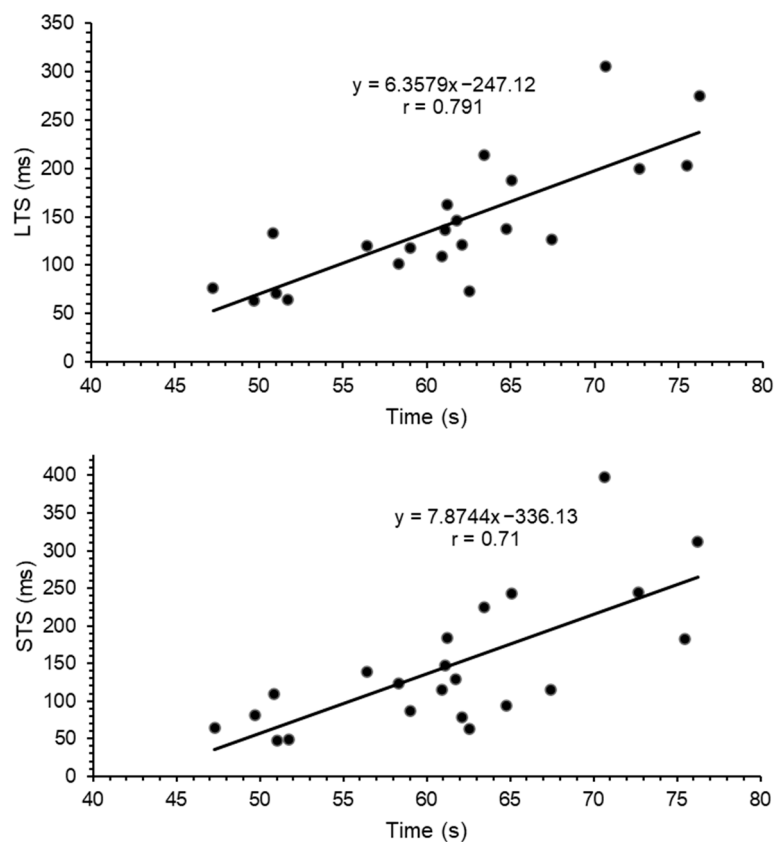 350
300
250
200
150
100
50
0
LTS (ms)
y = 6.3579x−247.12
r = 0.791
40 45 50 55 60 65 70 75 80
Time (s)
400
350
300
250
200
150
100
50
0
STS (ms)
y = 7.8744x−336.13
r = 0.71
40 45 50 55 60 65 70 75 80
Time (s)